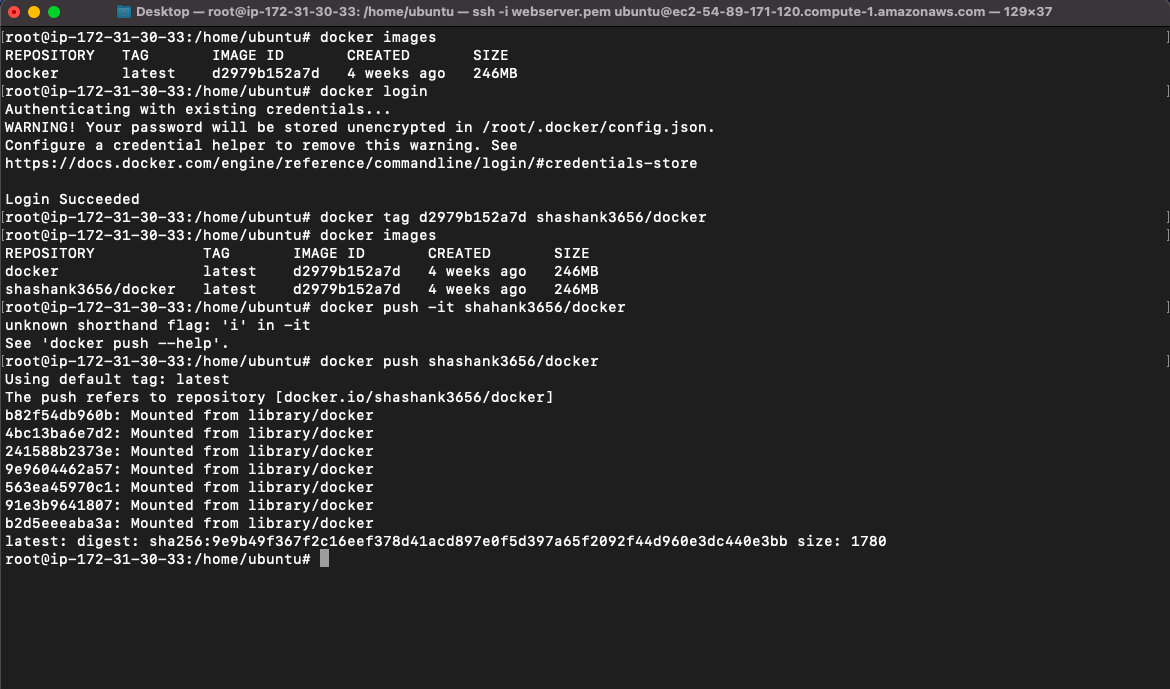 Desktop — root@ip-172-31-30-33: /home/ubuntu — ssh -i webserver.pem ubuntu@ec2-54-89-171-120.compute-1.amazonaws.com — 129×37
[root@ip-172-31-30-33:/home/ubuntu# docker images ]
REPOSITORY TAG IMAGE ID CREATED SIZE
docker latest d2979b152a7d 4 weeks ago 246MB
[root@ip-172-31-30-33:/home/ubuntu# docker login ]
Authenticating with existing credentials...
WARNING! Your password will be stored unencrypted in /root/.docker/config.json.
Configure a credential helper to remove this warning. See
https://docs.docker.com/engine/reference/commandline/login/#credentials-store
Login Succeeded
[root@ip-172-31-30-33:/home/ubuntu# docker tag d2979b152a7d shashank3656/docker ]
[root@ip-172-31-30-33:/home/ubuntu# docker images ]
REPOSITORY TAG IMAGE ID CREATED SIZE
docker latest d2979b152a7d 4 weeks ago 246MB
shashank3656/docker latest d2979b152a7d 4 weeks ago 246MB
[root@ip-172-31-30-33:/home/ubuntu# docker push -it shahank3656/docker ]
unknown shorthand flag: 'i' in -it
See 'docker push --help'.
[root@ip-172-31-30-33:/home/ubuntu# docker push shashank3656/docker ]
Using default tag: latest
The push refers to repository [docker.io/shashank3656/docker]
b82f54db960b: Mounted from library/docker
4bc13ba6e7d2: Mounted from library/docker
241588b2373e: Mounted from library/docker
9e9604462a57: Mounted from library/docker
563ea45970c1: Mounted from library/docker
91e3b9641807: Mounted from library/docker
b2d5eeeaba3a: Mounted from library/docker
latest: digest: sha256:9e9b49f367f2c16eef378d41acd897e0f5d397a65f2092f44d960e3dc440e3bb size: 1780
root@ip-172-31-30-33:/home/ubuntu#